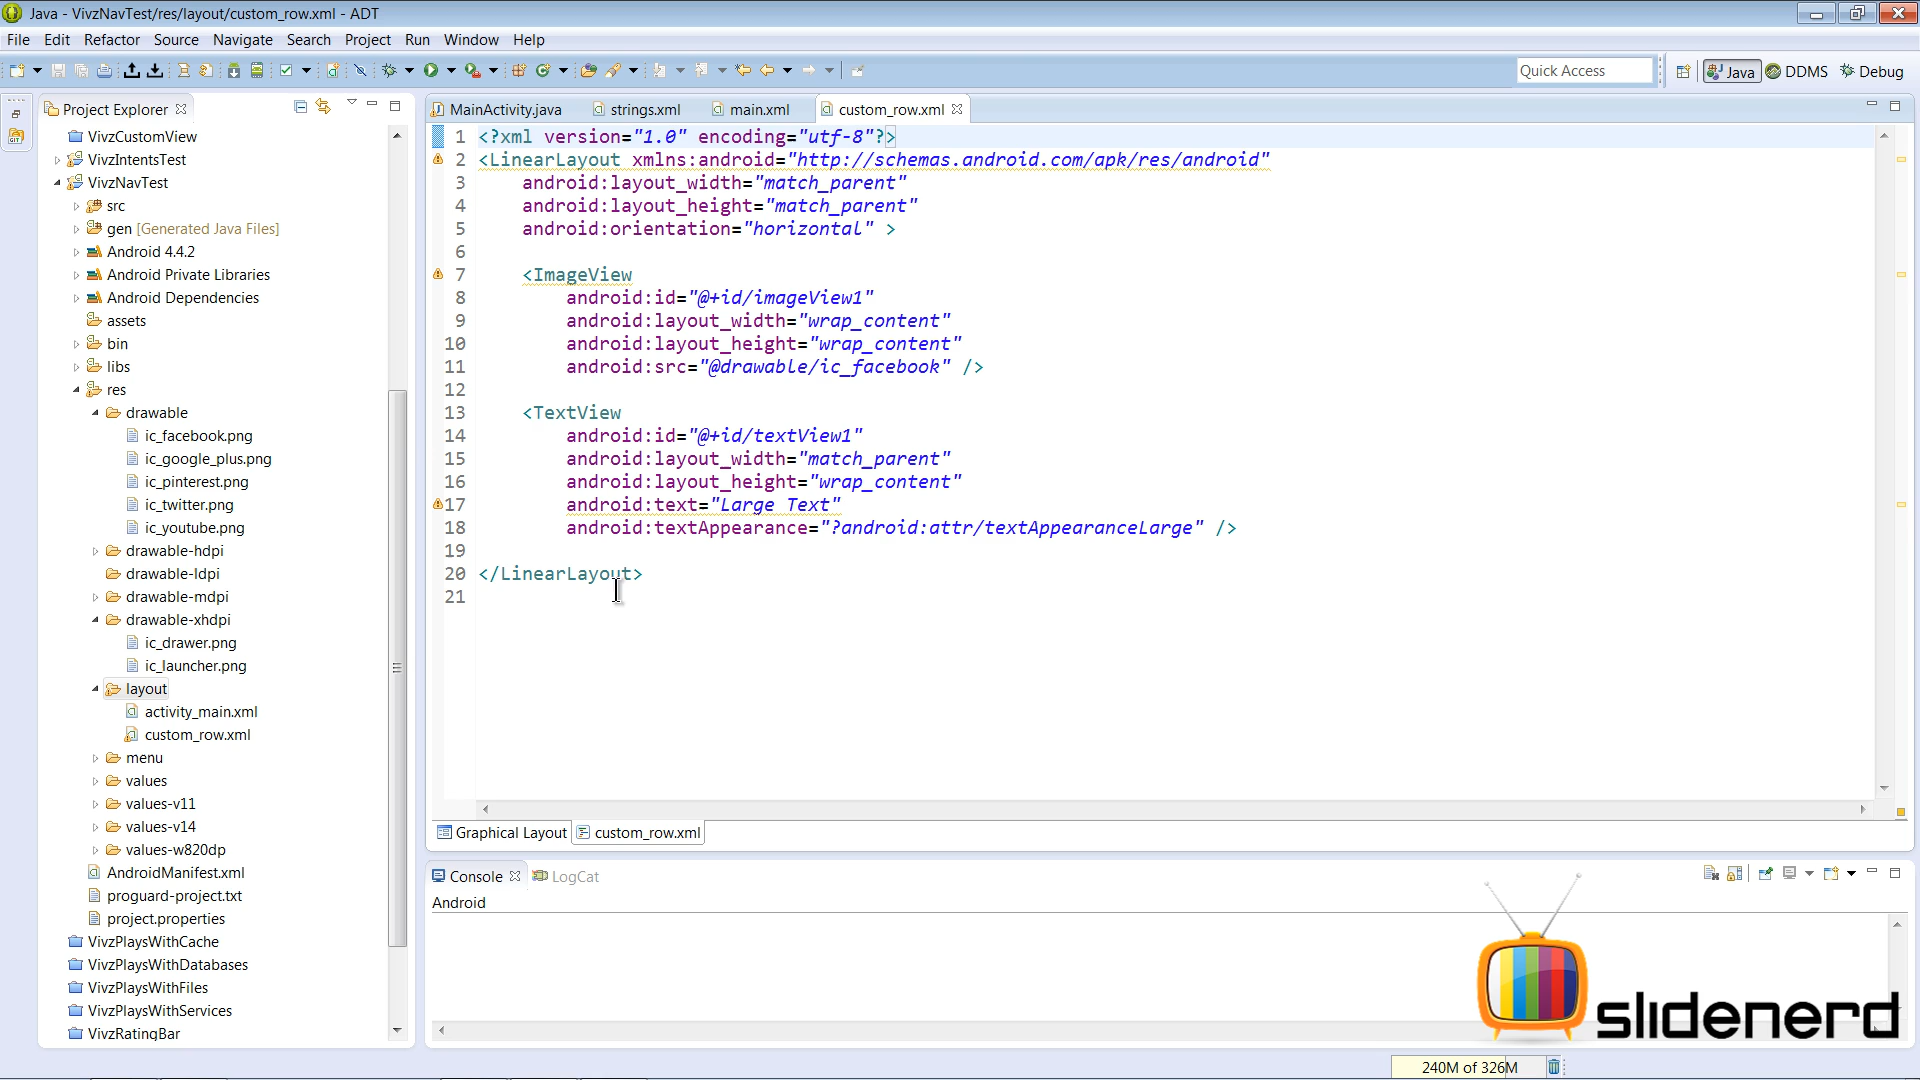 Java - VivzNavTest/res/layout/custom_row.xml - ADT
File Edit Refactor Source Navigate Search Project Run Window Help
Quick Access Java DDMS Debug
Project Explorer
VivzCustomView
VivzIntentsTest
VivzNavTest
src
gen [Generated Java Files]
Android 4.4.2
Android Private Libraries
Android Dependencies
assets
bin
libs
res
drawable
ic_facebook.png
ic_google_plus.png
ic_pinterest.png
ic_twitter.png
ic_youtube.png
drawable-hdpi
drawable-ldpi
drawable-mdpi
drawable-xhdpi
ic_drawer.png
ic_launcher.png
layout
activity_main.xml
custom_row.xml
menu
values
values-v11
values-v14
values-w820dp
AndroidManifest.xml
proguard-project.txt
project.properties
VivzPlaysWithCache
VivzPlaysWithDatabases
VivzPlaysWithFiles
VivzPlaysWithServices
VivzRatingBar
MainActivity.java strings.xml main.xml custom_row.xml
1 <?xml version="1.0" encoding="utf-8"?>
2 <LinearLayout xmlns:android="http://schemas.android.com/apk/res/android"
3 android:layout_width="match_parent"
4 android:layout_height="match_parent"
5 android:orientation="horizontal" >
6
7 <ImageView
8 android:id="@+id/imageView1"
9 android:layout_width="wrap_content"
10 android:layout_height="wrap_content"
11 android:src="@drawable/ic_facebook" />
12
13 <TextView
14 android:id="@+id/textView1"
15 android:layout_width="match_parent"
16 android:layout_height="wrap_content"
17 android:text="Large Text"
18 android:textAppearance="?android:attr/textAppearanceLarge" />
19
20 </LinearLayout>
21
Graphical Layout custom_row.xml
Console LogCat
Android
slidenerd
240M of 326M